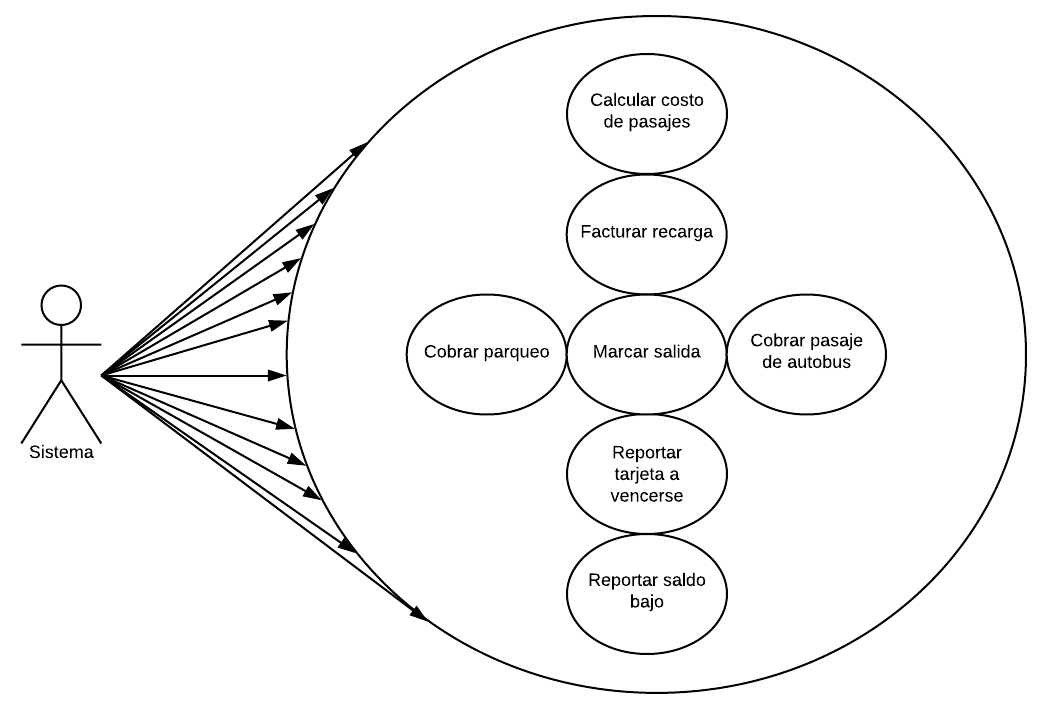 Calcular costo
de pasajes
Facturar recarga
Cobrar parqueo
Marcar salida
Cobrar pasaje
de autobus
Reportar
tarjeta a
vencerse
Reportar saldo
bajo
Sistema